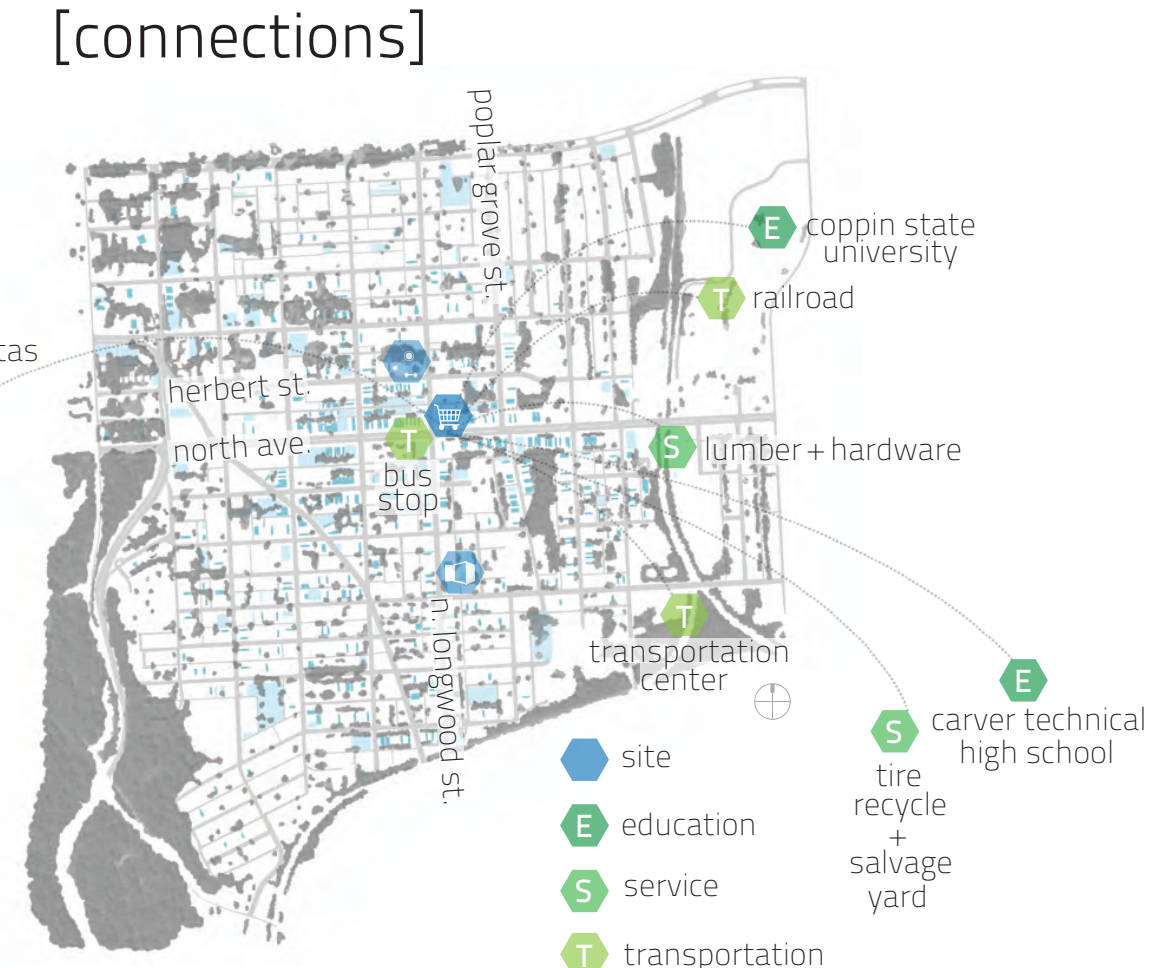 [connections]
poplar grove st.
E
coppin state
university
T
railroad
herbert st.
north ave.
T
bus
stop
S
lumber + hardware
n. longwood st.
T
transportation
center
E
carver technical
high school
S
tire
recycle
+
salvage
yard
site
E
education
S
service
T
transportation